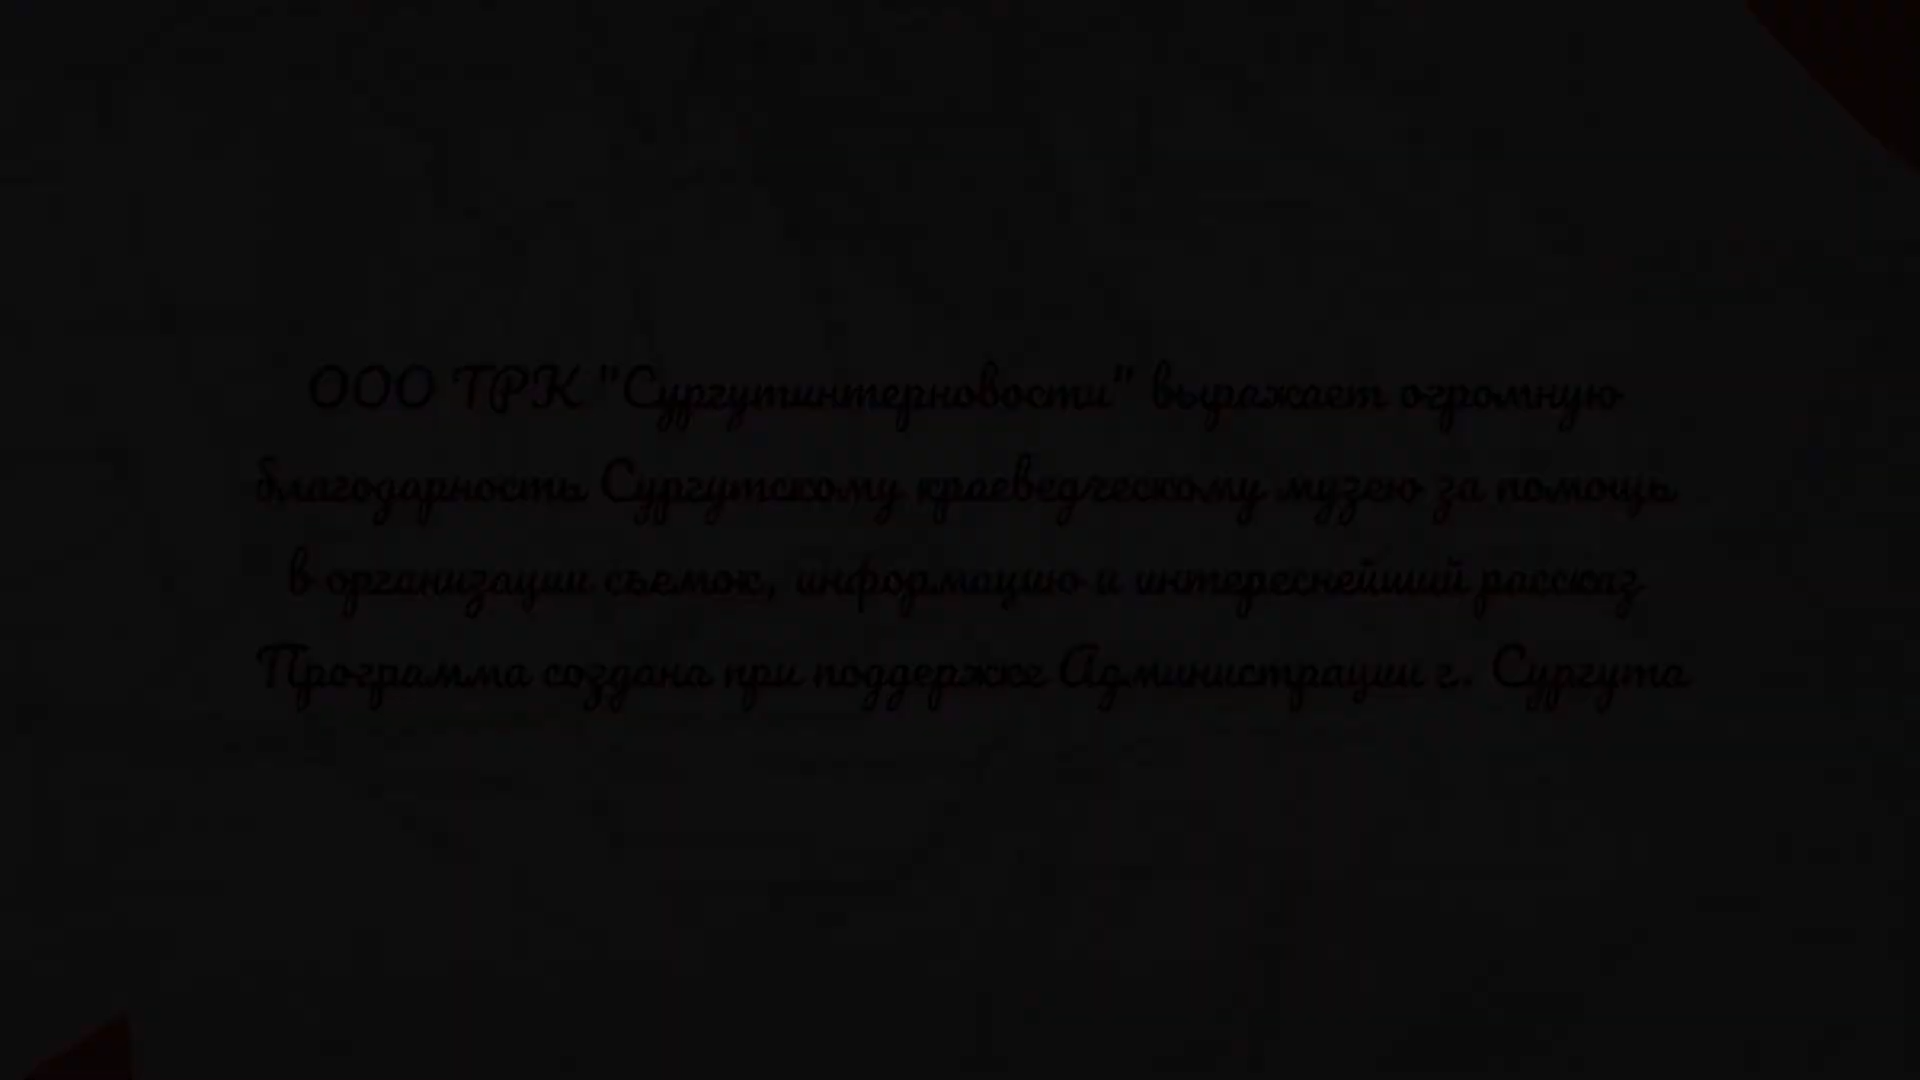 ООО ТРК "Сургутинтерновости" выражает огромную
благодарность Сургутскому краеведческому музею за помощь
в организации съемок, информацию и интереснейший рассказ
Программа создана при поддержке Администрации г. Сургута